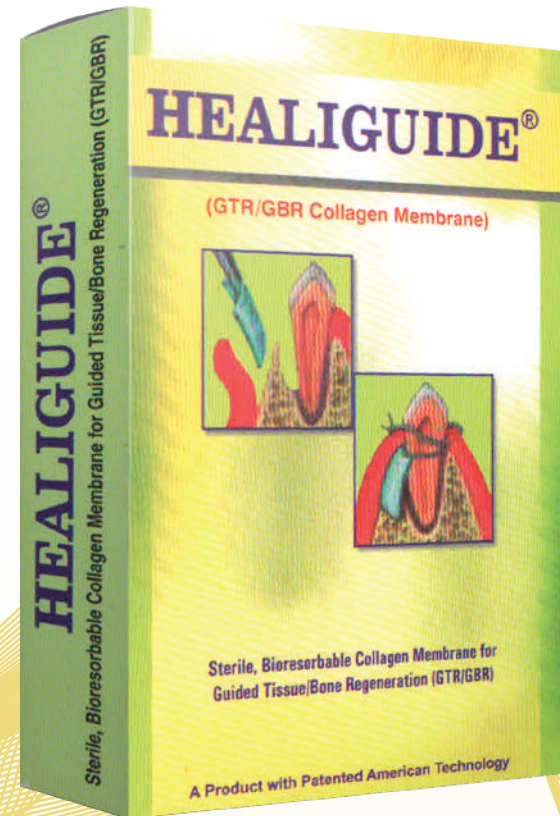 HEALIGUIDE®
(GTR/GBR Collagen Membrane)
Sterile, Bioresorbable Collagen Membrane for
Guided Tissue/Bone Regeneration (GTR/GBR)
A Product with Patented American Technology
HEALIGUIDE®
Sterile, Bioresorbable Collagen Membrane for Guided Tissue/Bone Regeneration (GTR/GBR)